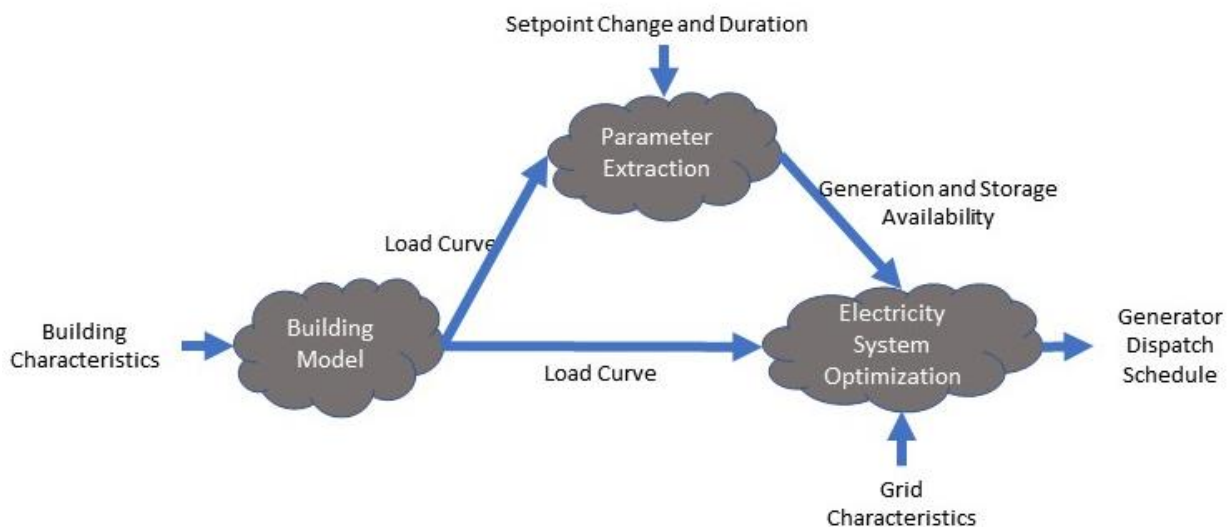 Setpoint Change and Duration
Parameter
Extraction
Generation and Storage
Availability
Load Curve
Building
Characteristics
Building
Model
Load Curve
Electricity
System
Optimization
Generator
Dispatch
Schedule
Grid
Characteristics